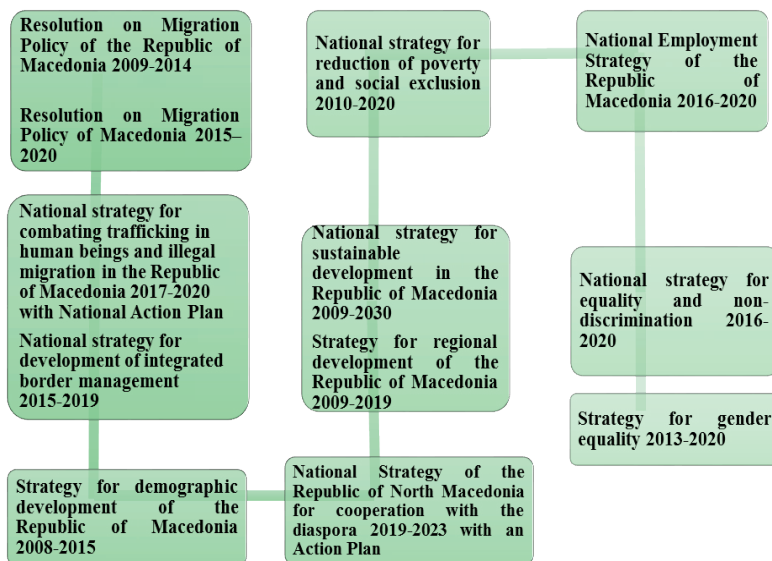 Resolution on Migration
Policy of the Republic of
Macedonia 2009-2014
Resolution on Migration
Policy of Macedonia 2015–
2020
National strategy for
combating trafficking in
human beings and illegal
migration in the Republic
of Macedonia 2017-2020
with National Action Plan
National strategy for
development of integrated
border management
2015-2019
Strategy for demographic
development of the
Republic of Macedonia
2008-2015
National Strategy of the
Republic of North Macedonia
for cooperation with the
diaspora 2019-2023 with an
Action Plan
National strategy for
sustainable
development in the
Republic of Macedonia
2009-2030
Strategy for regional
development of the
Republic of Macedonia
2009-2019
National strategy for
reduction of poverty
and social exclusion
2010-2020
National Employment
Strategy of the
Republic of
Macedonia 2016-2020
National strategy for
equality and non-
discrimination 2016-
2020
Strategy for gender
equality 2013-2020